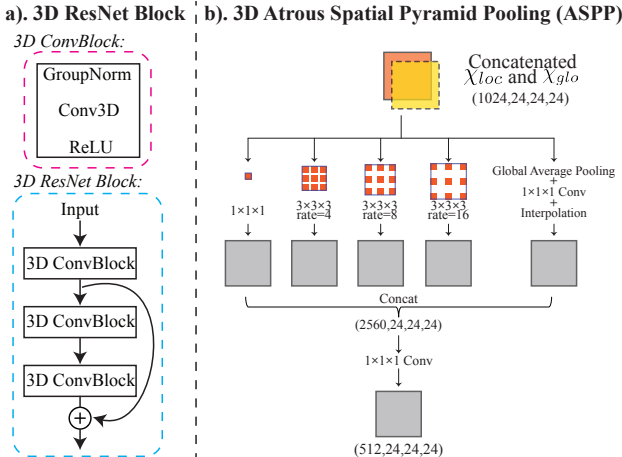 a). 3D ResNet Block
3D ConvBlock:
GroupNorm
Conv3D
ReLU
3D ResNet Block:
Input
3D ConvBlock
3D ConvBlock
3D ConvBlock
+
b). 3D Atrous Spatial Pyramid Pooling (ASPP)
Concatenated
χloc and χglo
(1024,24,24,24)
1×1×1
3×3×3
rate=4
3×3×3
rate=8
3×3×3
rate=16
Global Average Pooling
+
1×1×1 Conv
+
Interpolation
Concat
(2560,24,24,24)
1×1×1 Conv
(512,24,24,24)